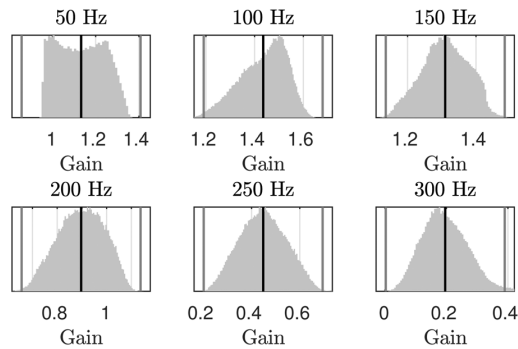 50 Hz
100 Hz
150 Hz
1 1.2 1.4
1.2 1.4 1.6
1.2 1.4
Gain
Gain
Gain
200 Hz
250 Hz
300 Hz
0.8 1
0.2 0.4 0.6
0 0.2 0.4
Gain
Gain
Gain